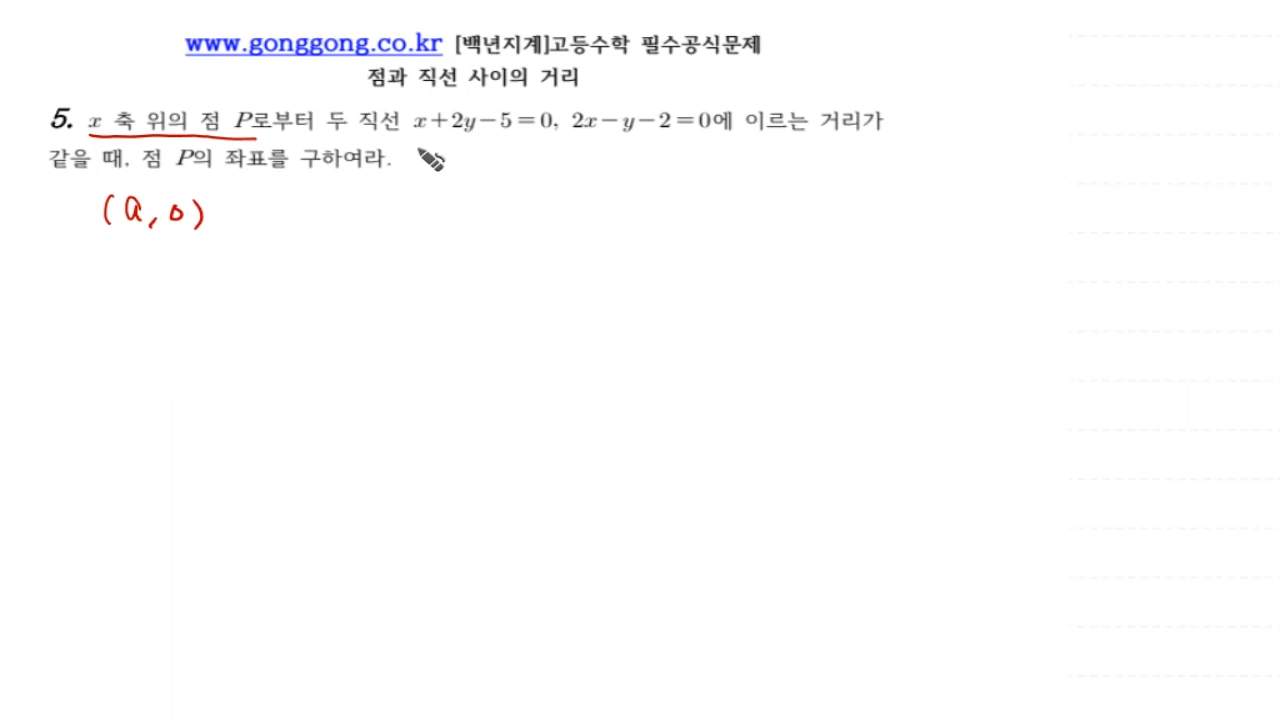 www.gonggong.co.kr [백년지계]고등수학 필수공식문제
점과 직선 사이의 거리
5. x 축 위의 점 P로부터 두 직선 x+2y-5=0, 2x-y-2=0에 이르는 거리가
같을 때, 점 P의 좌표를 구하여라.
(a, 0)